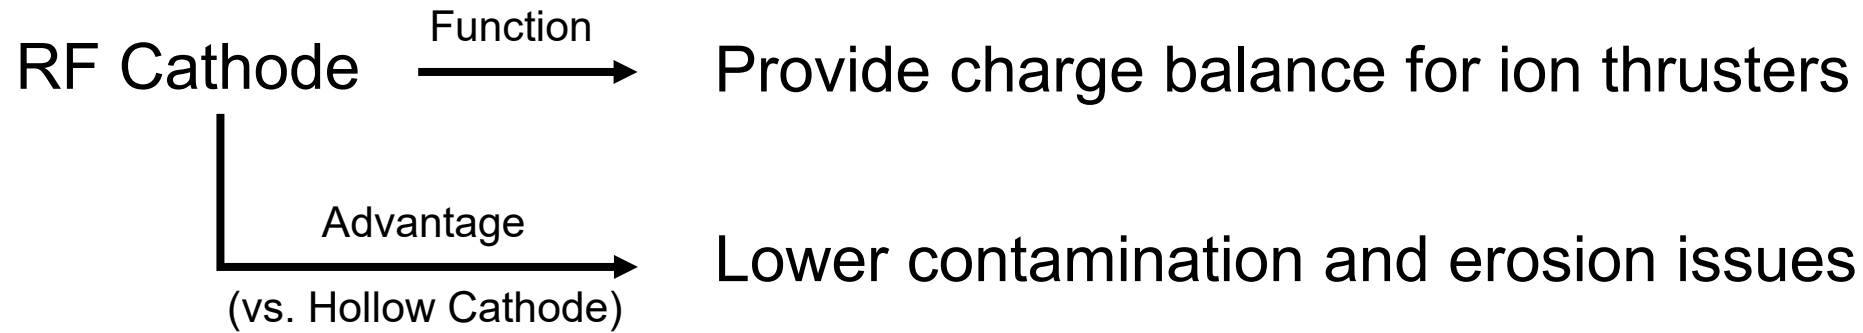 Function
RF Cathode
Provide charge balance for ion thrusters
Advantage
Lower contamination and erosion issues
(vs. Hollow Cathode)